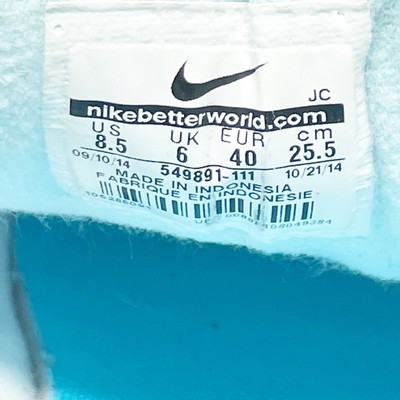 JC
nikebetterworld.com
US UK EUR cm
8.5 6 40 25.5
09/10/14 549891-111 10/21/14
MADE IN INDONESIA
FABRIQUE EN INDONESIE